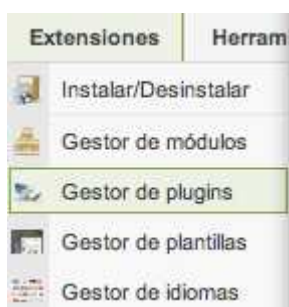 Extensiones Herram
Instalar/Desinstalar
Gestor de módulos
Gestor de plugins
Gestor de plantillas
Gestor de idiomas